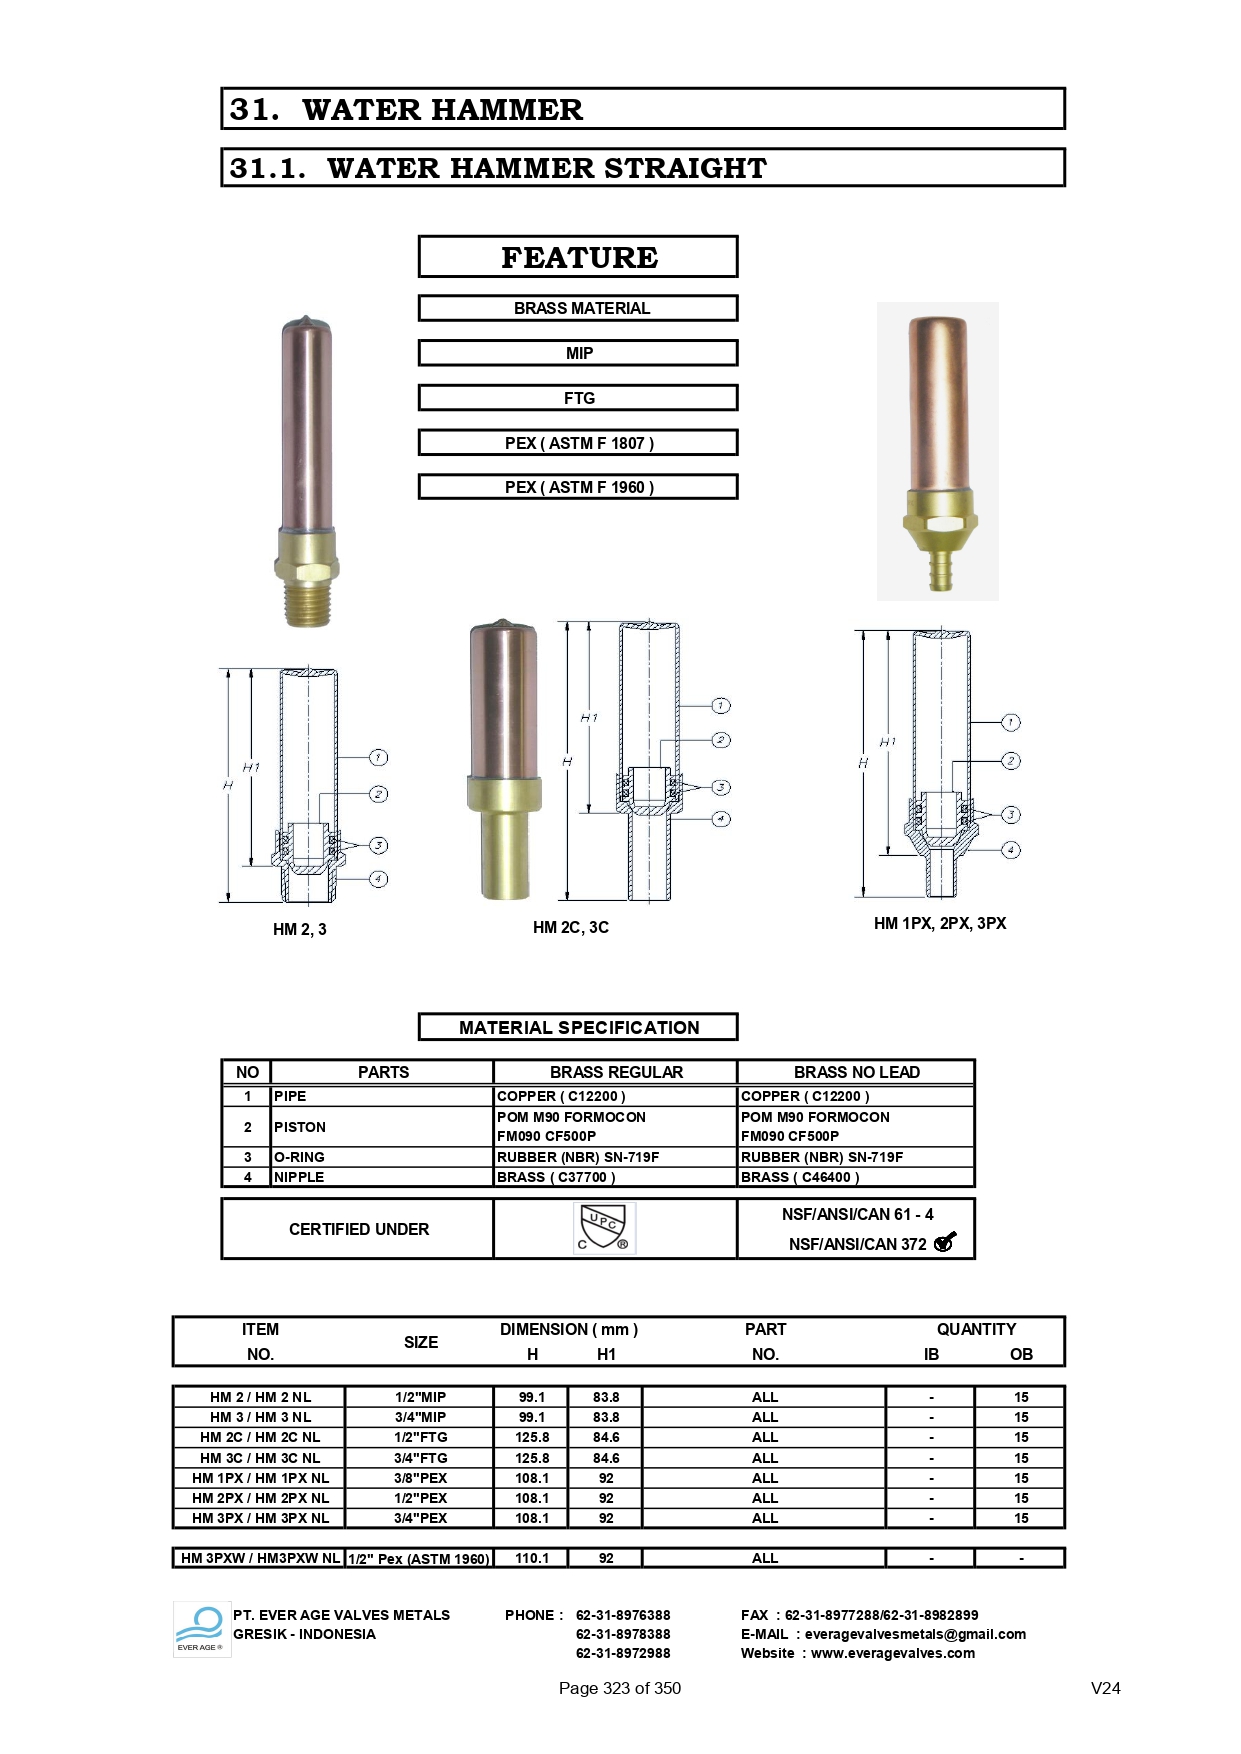 31. WATER HAMMER
31.1. WATER HAMMER STRAIGHT
FEATURE
BRASS MATERIAL
MIP
FTG
PEX ( ASTM F 1807 )
PEX ( ASTM F 1960 )
H H1 1 2 3 4
HM 2, 3
H H1 1 2 3 4
HM 2C, 3C
H H1 1 2 3 4
HM 1PX, 2PX, 3PX
MATERIAL SPECIFICATION
NO PARTS BRASS REGULAR BRASS NO LEAD
1 PIPE COPPER ( C12200 ) COPPER ( C12200 )
2 PISTON POM M90 FORMOCON POM M90 FORMOCON
FM090 CF500P FM090 CF500P
3 O-RING RUBBER (NBR) SN-719F RUBBER (NBR) SN-719F
4 NIPPLE BRASS ( C37700 ) BRASS ( C46400 )
CERTIFIED UNDER UPC C ® NSF/ANSI/CAN 61 - 4
NSF/ANSI/CAN 372
ITEM SIZE DIMENSION ( mm ) PART QUANTITY
NO. H H1 NO. IB OB
HM 2 / HM 2 NL 1/2"MIP 99.1 83.8 ALL - 15
HM 3 / HM 3 NL 3/4"MIP 99.1 83.8 ALL - 15
HM 2C / HM 2C NL 1/2"FTG 125.8 84.6 ALL - 15
HM 3C / HM 3C NL 3/4"FTG 125.8 84.6 ALL - 15
HM 1PX / HM 1PX NL 3/8"PEX 108.1 92 ALL - 15
HM 2PX / HM 2PX NL 1/2"PEX 108.1 92 ALL - 15
HM 3PX / HM 3PX NL 3/4"PEX 108.1 92 ALL - 15
HM 3PXW / HM3PXW NL 1/2" Pex (ASTM 1960) 110.1 92 ALL - -
EVER AGE ®
PT. EVER AGE VALVES METALS PHONE : 62-31-8976388 FAX : 62-31-8977288/62-31-8982899
GRESIK - INDONESIA 62-31-8978388 E-MAIL : everagevalvesmetals@gmail.com
62-31-8972988 Website : www.everagevalves.com
Page 323 of 350 V24